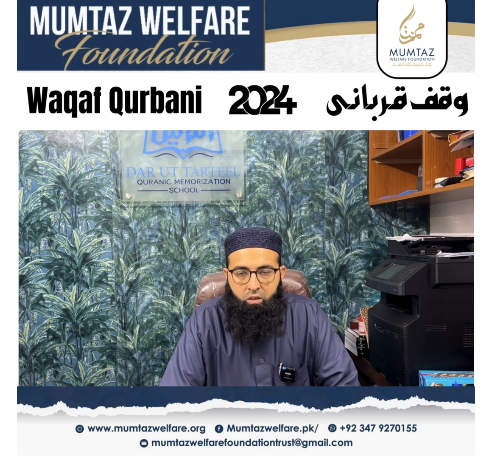 MUMTAZ WELFARE
Foundation
MUMTAZ
WELFARE FOUNDATION
Waqaf Qurbani 2024 وقف قربانی
DAR UT TARTEEL
QURANIC MEMORIZATION
SCHOOL
www.mumtazwelfare.org Mumtazwelfare.pk/ +92 347 9270155
mumtazwelfarefoundationtrust@gmail.com